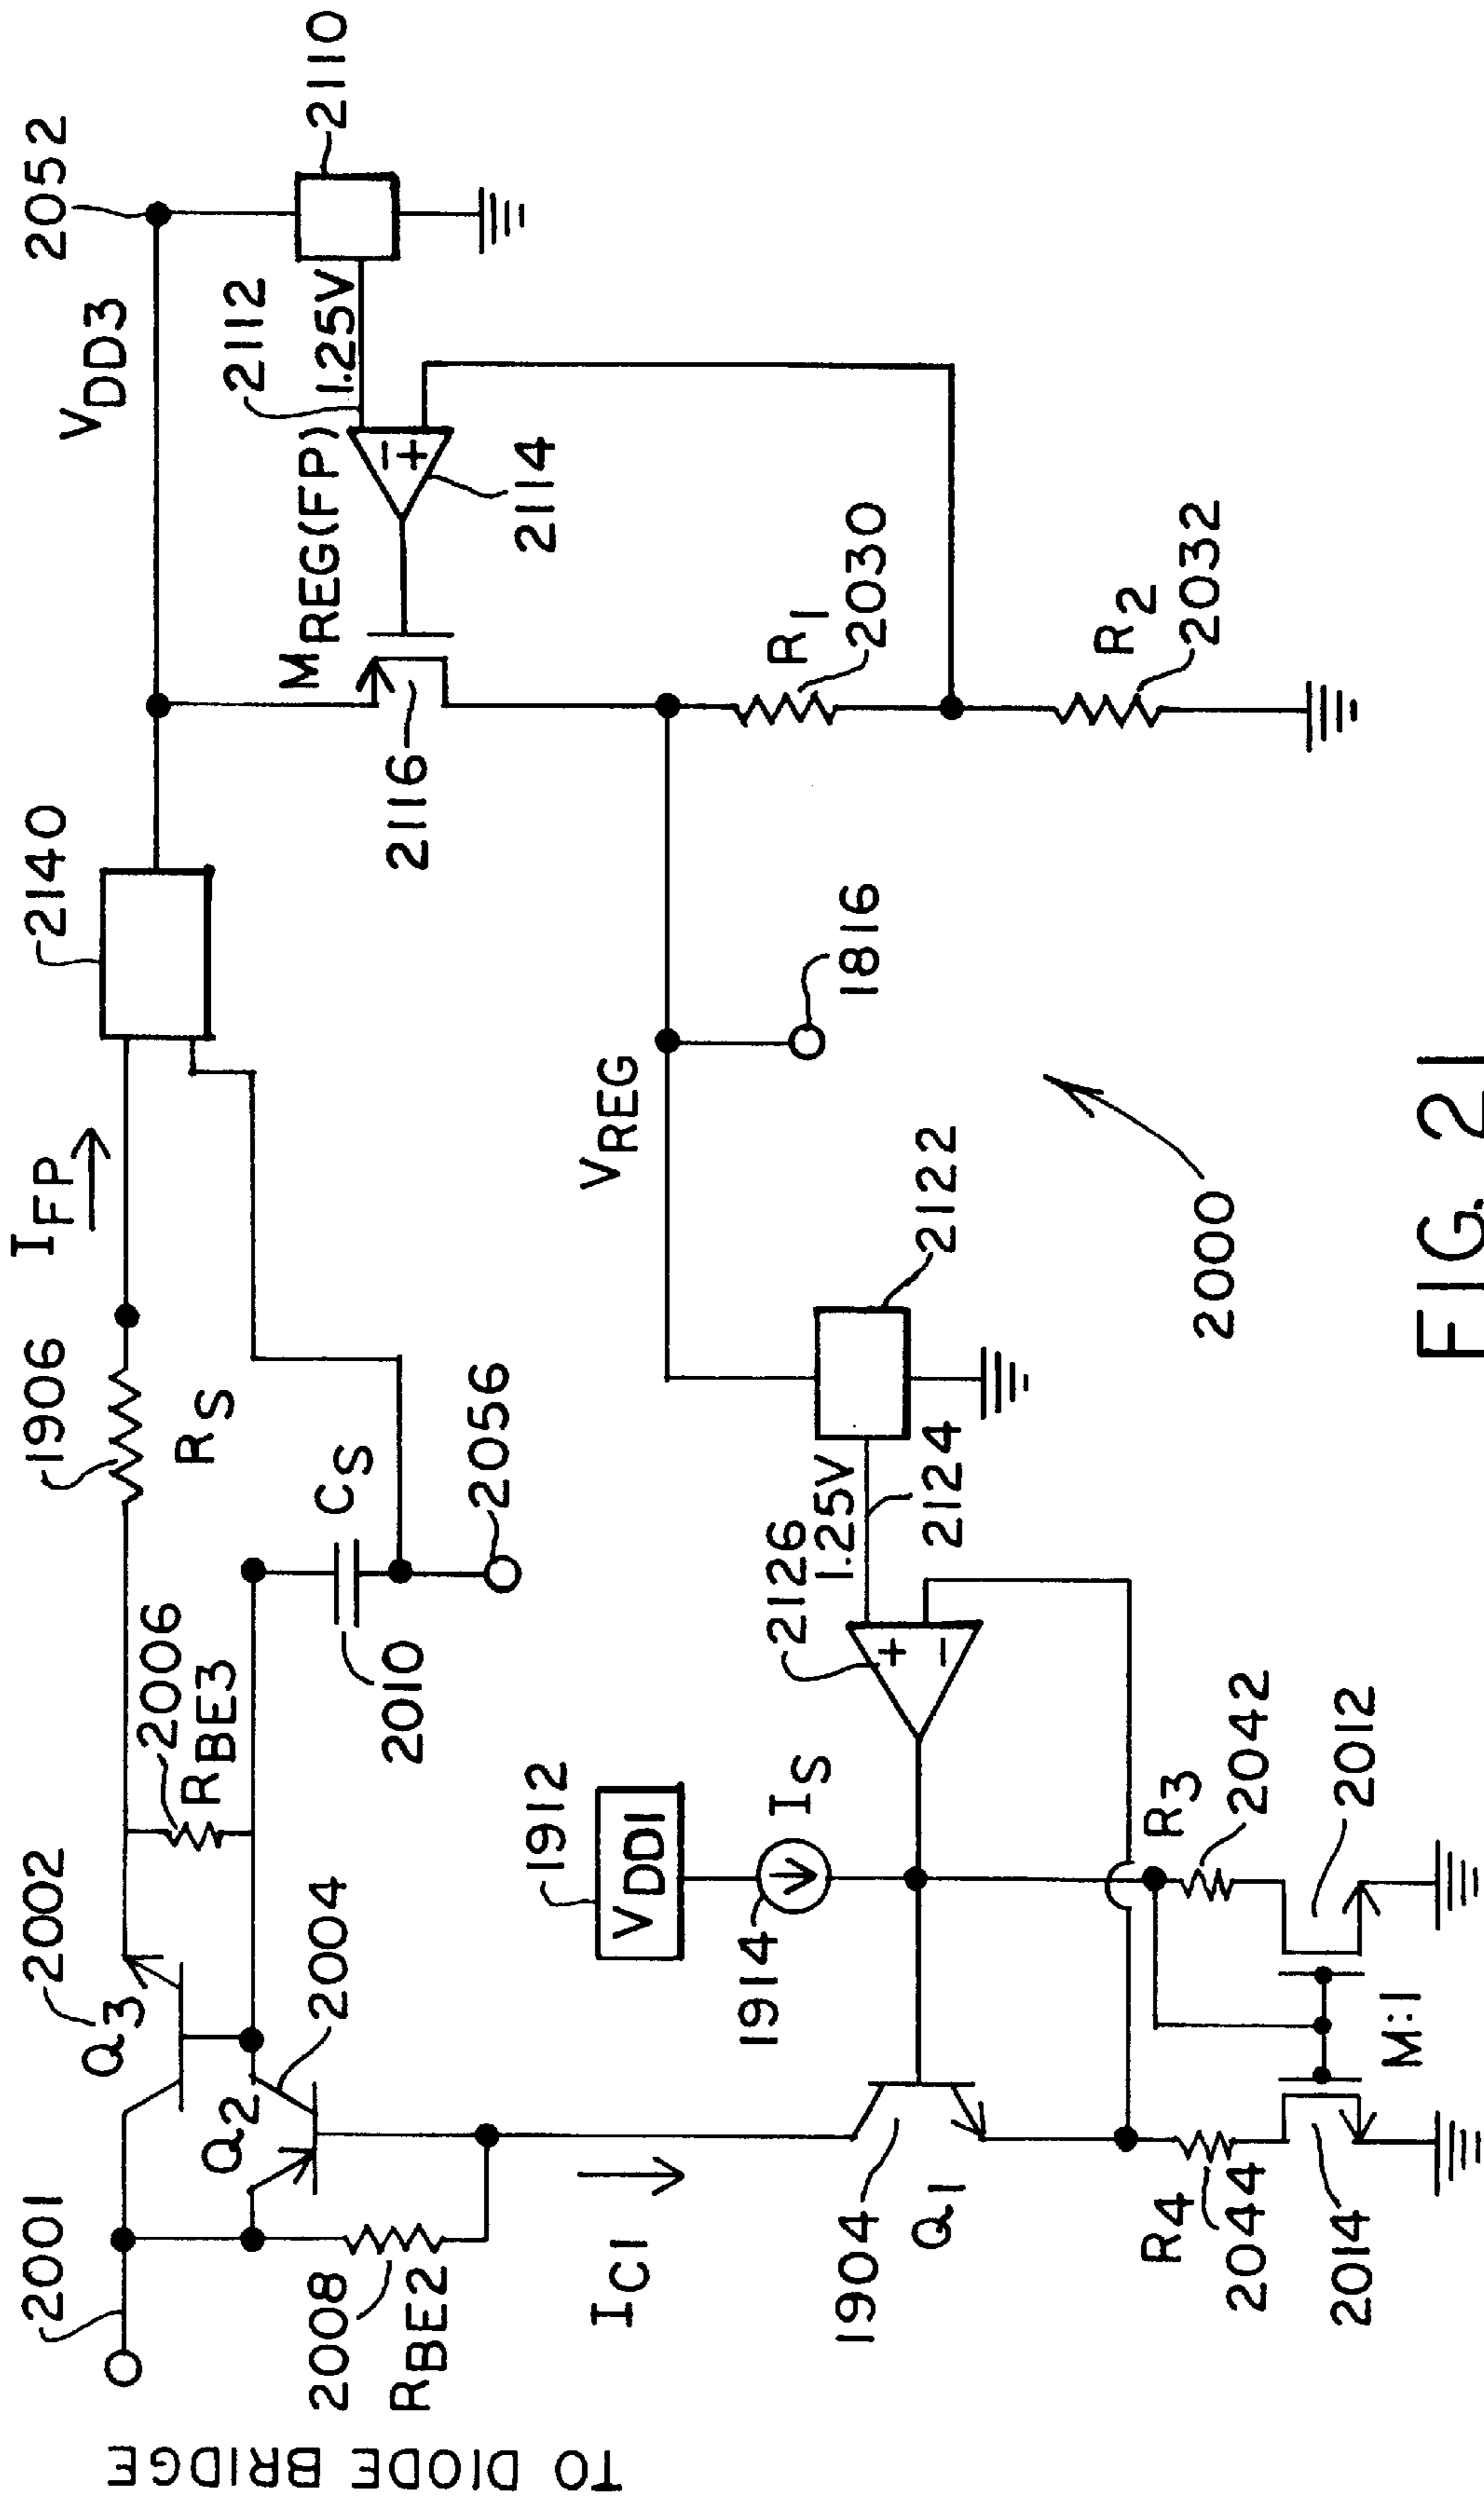 TO DIODE BRIDGE
2001
Q3
2002
2006
RBE3
1906
RS
IFP
2140
VDD3
2052
2008
RBE2
Q2
2004
2010
CS
2056
2116
MREG(FP)
2112
1.25V
2110
2114
IC1
1912
VDD1
1914
IS
VREG
1816
R1
2030
1904
Q1
2126
1.25V
2124
2122
R2
2032
R4
2044
R3
2042
2000
2014
M:1
2012
FIG. 21
+
−
−
+